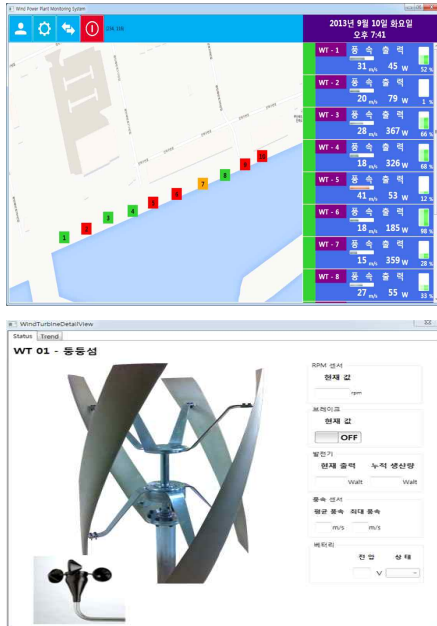 Wind Power Plant Monitoring System
2013년 9월 10일 화요일
오후 7:41
WT - 1 풍 속 출 력
31 m/s 45 W 52 %
WT - 2 풍 속 출 력
20 m/s 79 W 1 %
WT - 3 풍 속 출 력
28 m/s 367 W 66 %
WT - 4 풍 속 출 력
18 m/s 326 W 68 %
WT - 5 풍 속 출 력
41 m/s 53 W 12 %
WT - 6 풍 속 출 력
18 m/s 185 W 98 %
WT - 7 풍 속 출 력
15 m/s 359 W 28 %
WT - 8 풍 속 출 력
27 m/s 55 W 33 %
10
9
8
7
6
5
4
3
2
1
WindTurbineDetailView
Status Trend
WT 01 - 둥둥섬
RPM 센서
현재 값
rpm
브레이크
현재 값
OFF
발전기
현재 출력 누적 생산량
Watt Watt
풍속 센서
평균 풍속 최대 풍속
m/s m/s
베터리
전 압 상 태
V